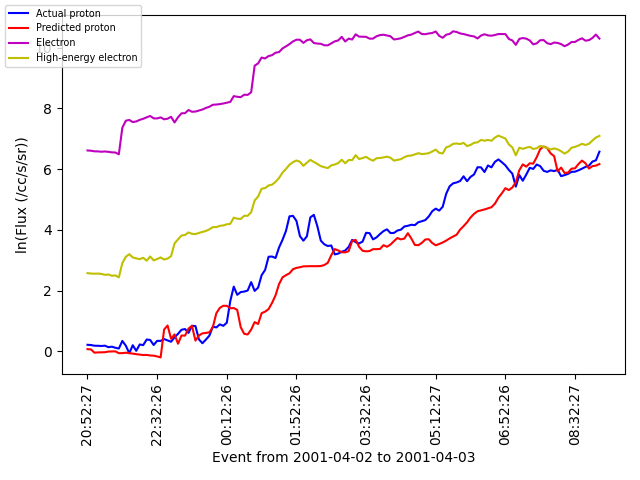 Actual proton
Predicted proton
Electron
High-energy electron
10
8
6
4
2
0
ln(Flux (/cc/s/sr))
20:52:27
22:32:26
00:12:26
01:52:26
03:32:26
05:12:27
06:52:26
08:32:27
Event from 2001-04-02 to 2001-04-03